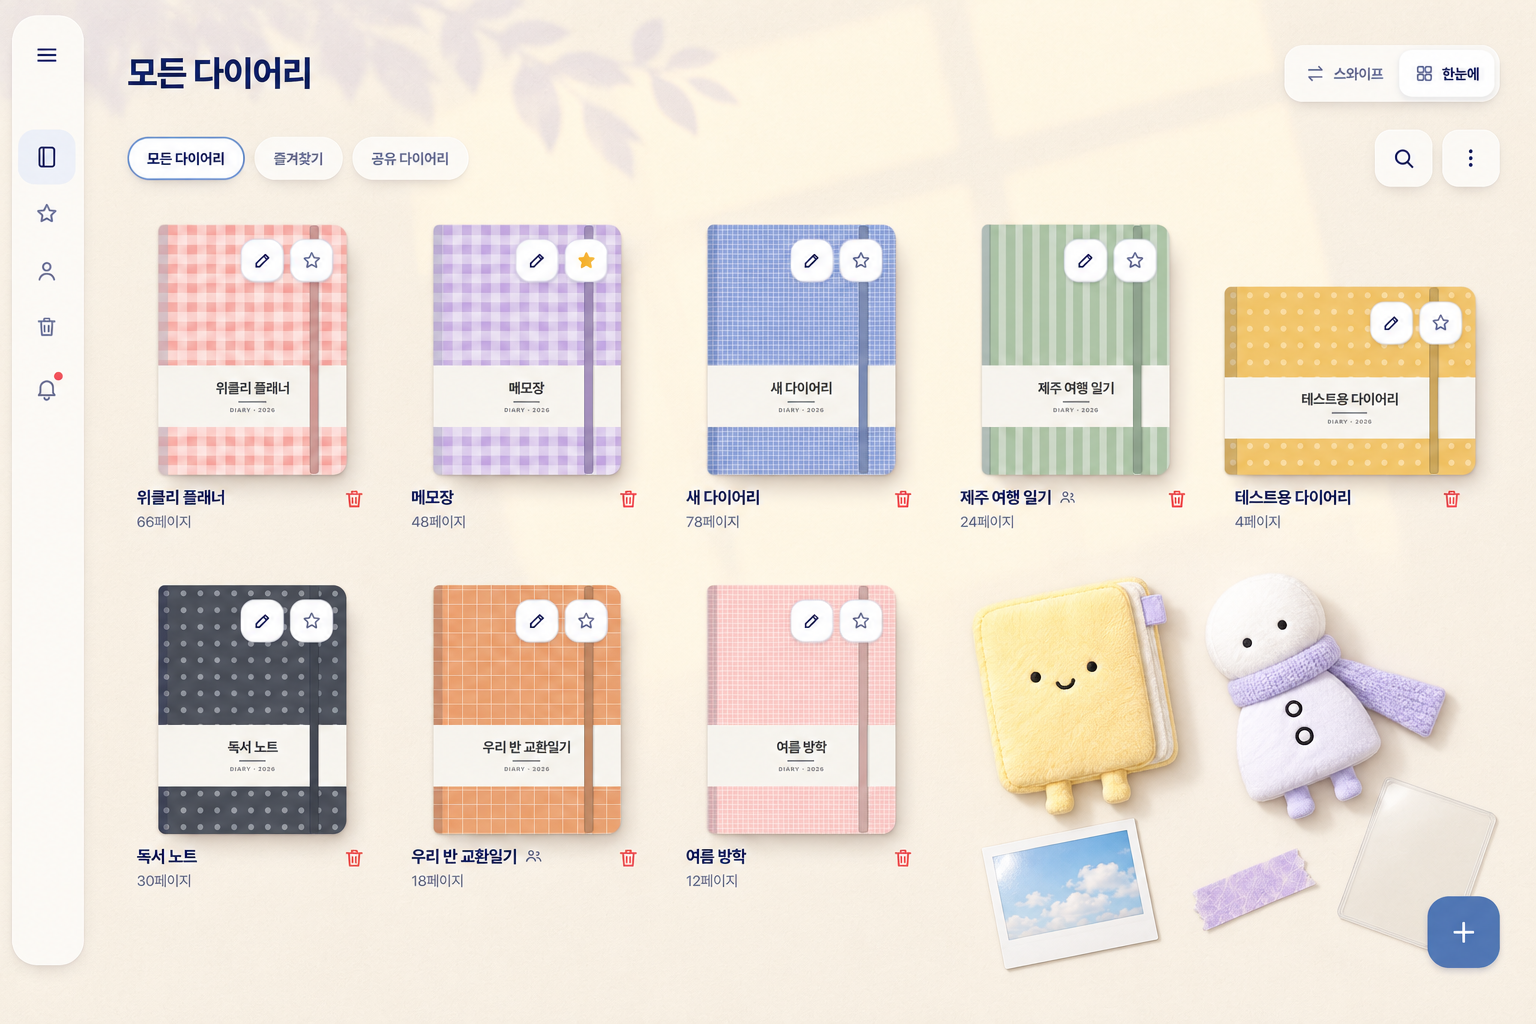 모든 다이어리
스와이프
한눈에
모든 다이어리
즐겨찾기
공유 다이어리
위클리 플래너
DIARY · 2026
위클리 플래너
66페이지
메모장
DIARY · 2026
메모장
48페이지
새 다이어리
DIARY · 2026
새 다이어리
78페이지
제주 여행 일기
DIARY · 2026
제주 여행 일기
24페이지
테스트용 다이어리
DIARY · 2026
테스트용 다이어리
4페이지
독서 노트
DIARY · 2026
독서 노트
30페이지
우리 반 교환일기
DIARY · 2026
우리 반 교환일기
18페이지
여름 방학
DIARY · 2026
여름 방학
12페이지